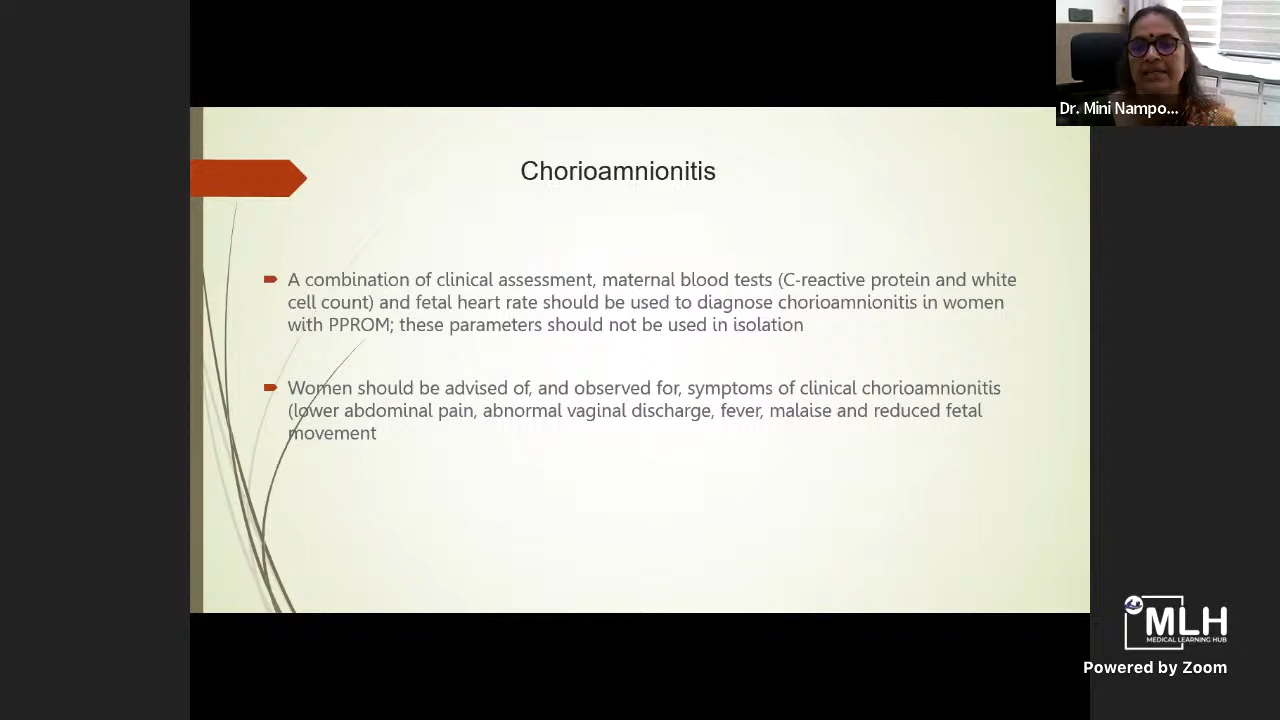 Dr. Mini Nampo...
Chorioamnionitis
A combination of clinical assessment, maternal blood tests (C-reactive protein and white
cell count) and fetal heart rate should be used to diagnose chorioamnionitis in women
with PPROM; these parameters should not be used in isolation
Women should be advised of, and observed for, symptoms of clinical chorioamnionitis
(lower abdominal pain, abnormal vaginal discharge, fever, malaise and reduced fetal
movement
MLH
MEDICAL LEARNING HUB
Powered by Zoom